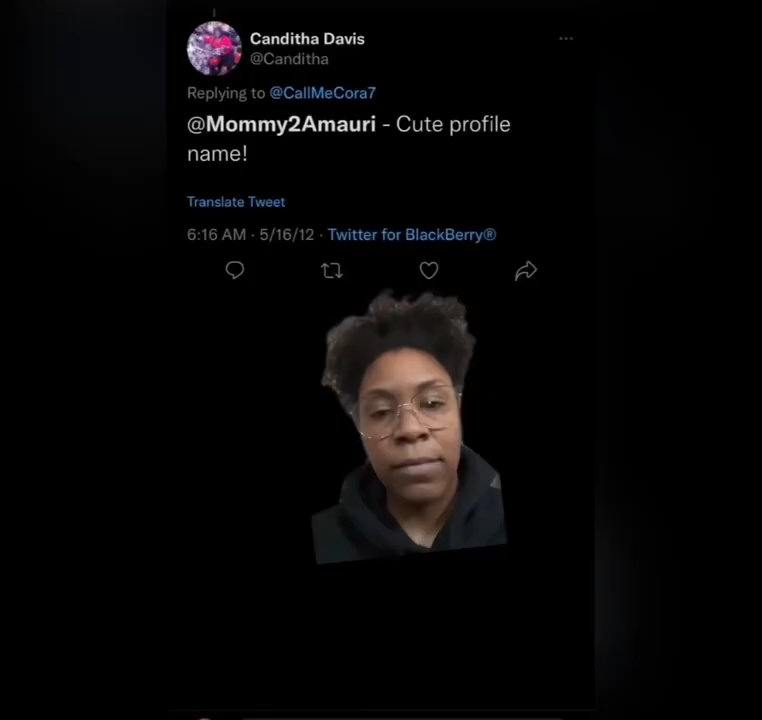 Canditha Davis
@Canditha
Replying to @CallMeCora7
@Mommy2Amauri - Cute profile
name!
Translate Tweet
6:16 AM · 5/16/12 · Twitter for BlackBerry®